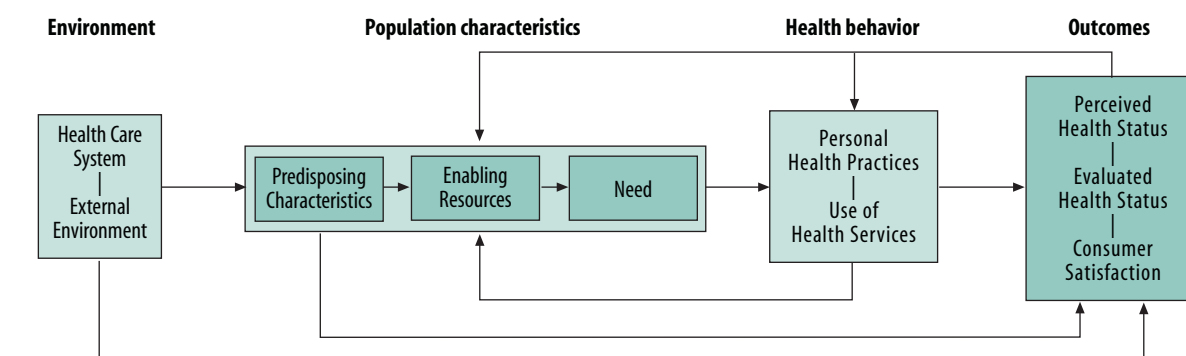 Environment
Population characteristics
Health behavior
Outcomes
Health Care
System
External
Environment
Predisposing
Characteristics
Enabling
Resources
Need
Personal
Health Practices
Use of
Health Services
Perceived
Health Status
Evaluated
Health Status
Consumer
Satisfaction